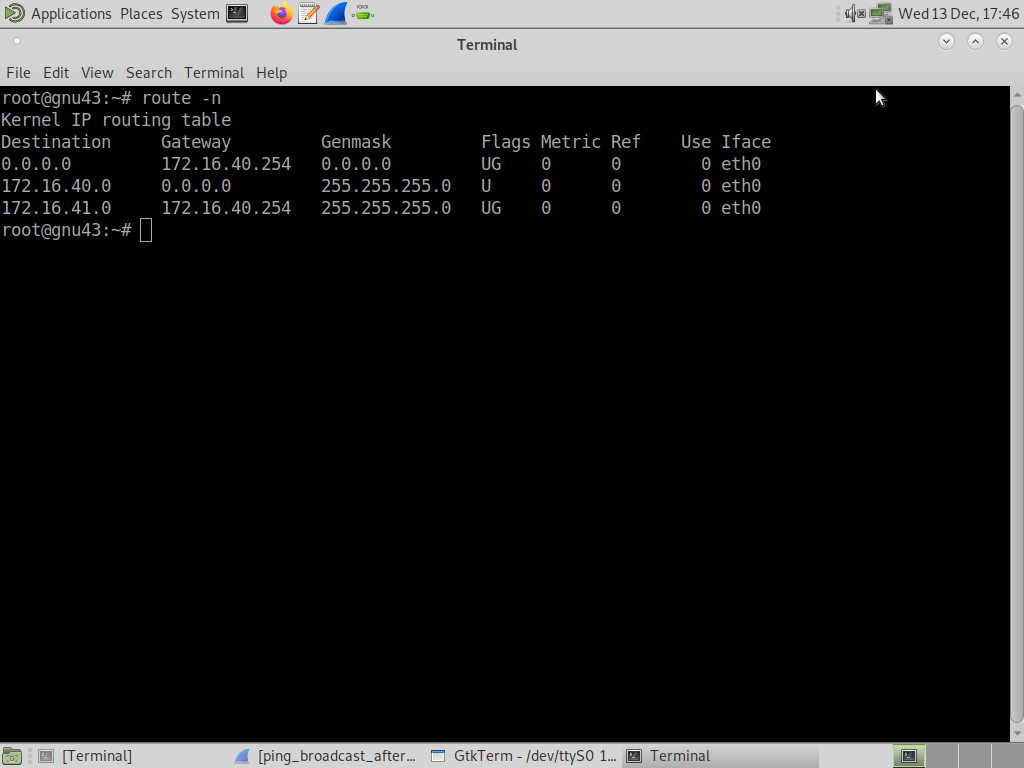 Applications Places System Wed 13 Dec, 17:46
Terminal
File Edit View Search Terminal Help
root@gnu43:~# route -n
Kernel IP routing table
Destination     Gateway         Genmask         Flags Metric Ref    Use Iface
0.0.0.0         172.16.40.254   0.0.0.0         UG    0      0        0 eth0
172.16.40.0     0.0.0.0         255.255.255.0   U     0      0        0 eth0
172.16.41.0     172.16.40.254   255.255.255.0   UG    0      0        0 eth0
root@gnu43:~#
[Terminal] [ping_broadcast_after... GtkTerm - /dev/ttyS0 1... Terminal